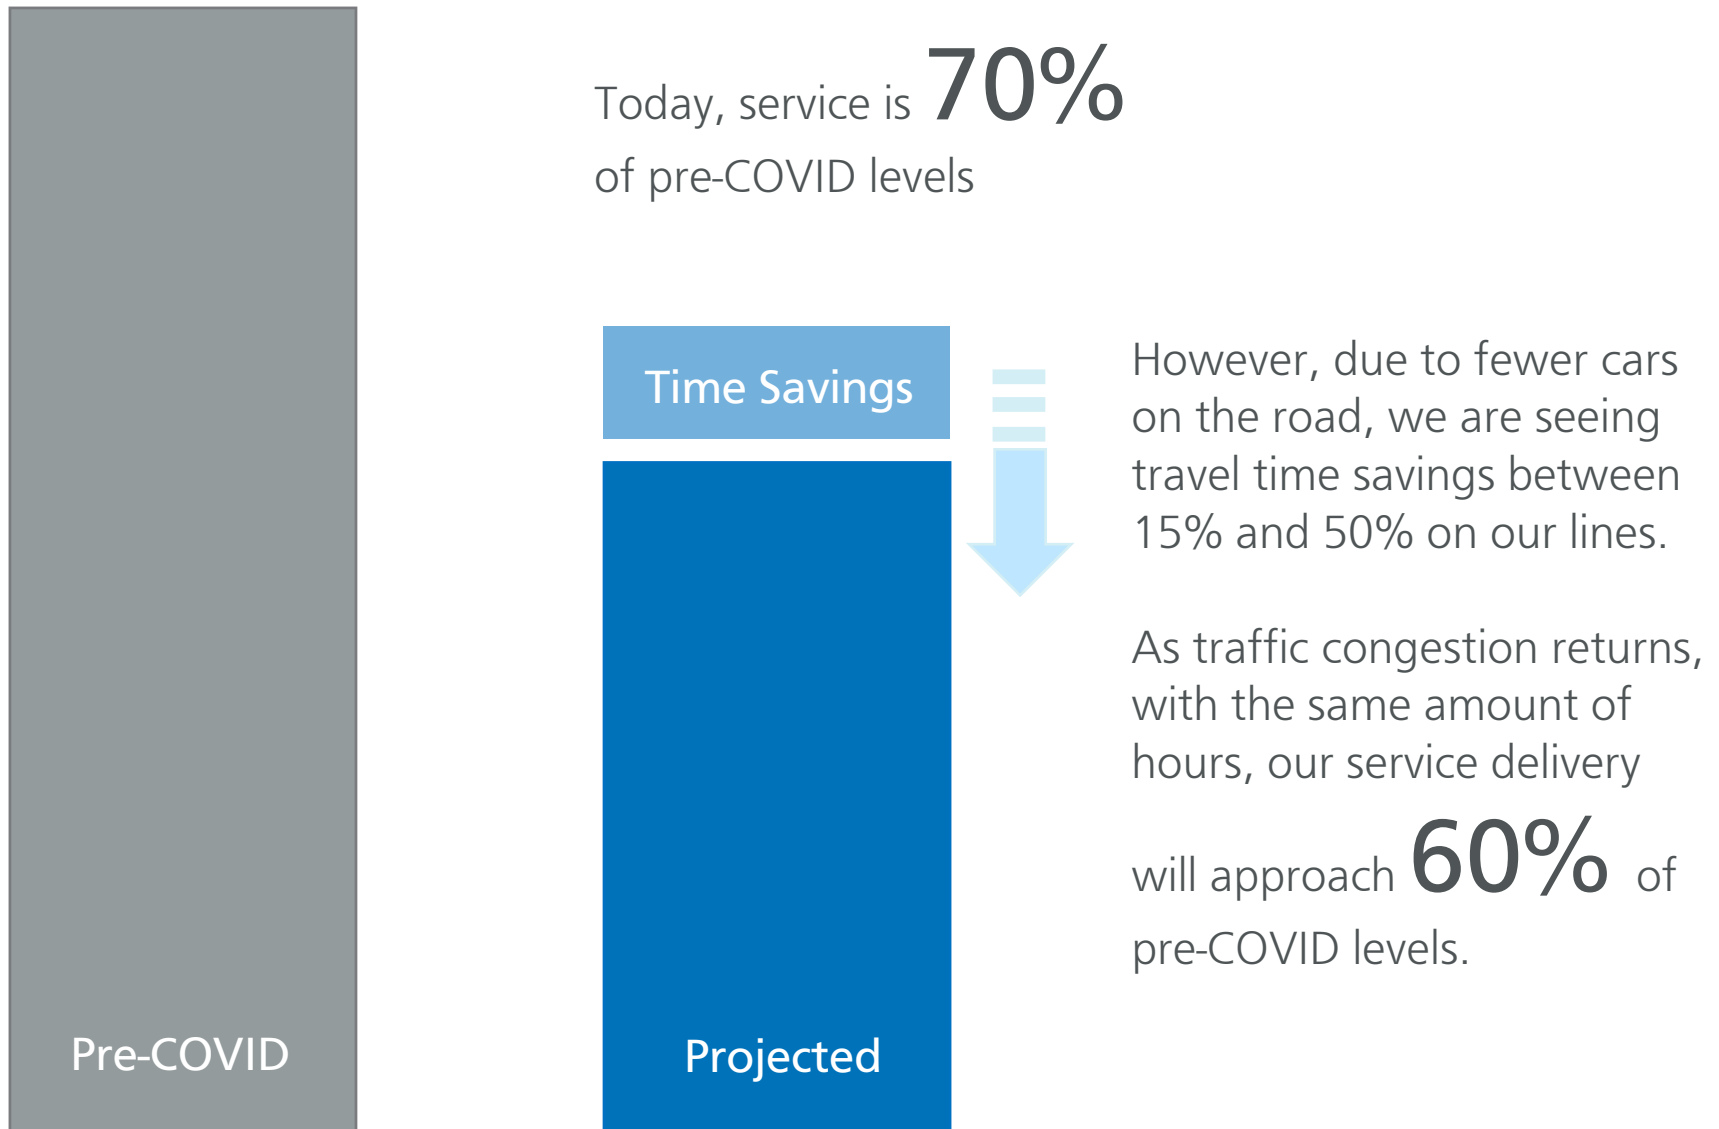 Today, service is 70%
of pre-COVID levels
Time Savings
However, due to fewer cars
on the road, we are seeing
travel time savings between
15% and 50% on our lines.
As traffic congestion returns,
with the same amount of
hours, our service delivery
will approach 60% of
pre-COVID levels.
Pre-COVID
Projected